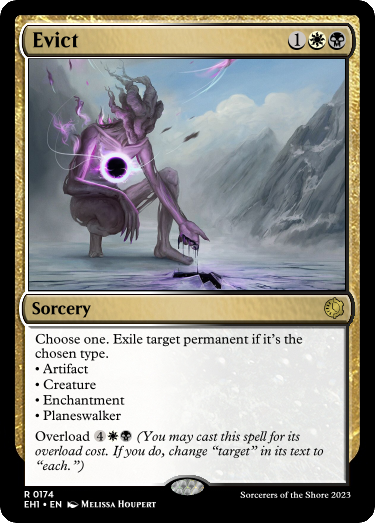 Evict 1
Sorcery
Choose one. Exile target permanent if it's the
chosen type.
• Artifact
• Creature
• Enchantment
• Planeswalker
Overload 4 (You may cast this spell for its
overload cost. If you do, change "target" in its text to
"each.")
R 0174
EH1 • EN Melissa Houpert
Sorcerers of the Shore 2023